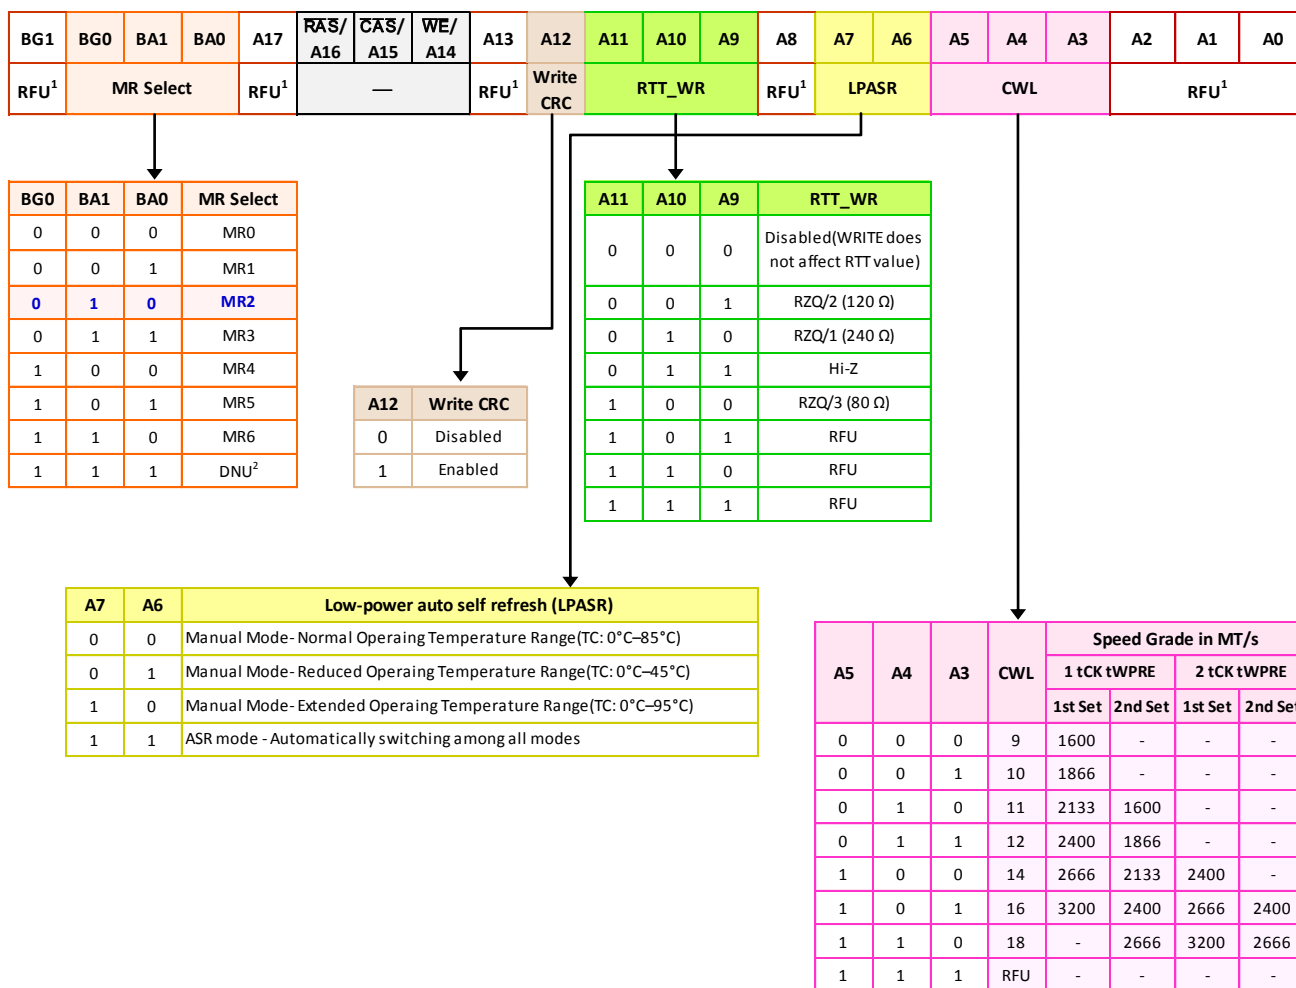 BG1 BG0 BA1 BA0 A17 RAS/ A16 CAS/ A15 WE/ A14 A13 A12 A11 A10 A9 A8 A7 A6 A5 A4 A3 A2 A1 A0
RFU1 MR Select RFU1 — RFU1 Write CRC RTT_WR RFU1 LPASR CWL RFU1
BG0 BA1 BA0 MR Select
0 0 0 MR0
0 0 1 MR1
0 1 0 MR2
0 1 1 MR3
1 0 0 MR4
1 0 1 MR5
1 1 0 MR6
1 1 1 DNU2
A12 Write CRC
0 Disabled
1 Enabled
A11 A10 A9 RTT_WR
0 0 0 Disabled(WRITE does
not affect RTT value)
0 0 1 RZQ/2 (120 Ω)
0 1 0 RZQ/1 (240 Ω)
0 1 1 Hi-Z
1 0 0 RZQ/3 (80 Ω)
1 0 1 RFU
1 1 0 RFU
1 1 1 RFU
A7 A6 Low-power auto self refresh (LPASR)
0 0 Manual Mode- Normal Operaing Temperature Range(TC: 0°C–85°C)
0 1 Manual Mode- Reduced Operaing Temperature Range(TC: 0°C–45°C)
1 0 Manual Mode- Extended Operaing Temperature Range(TC: 0°C–95°C)
1 1 ASR mode - Automatically switching among all modes
A5 A4 A3 CWL Speed Grade in MT/s
1 tCK tWPRE 2 tCK tWPRE
1st Set 2nd Set 1st Set 2nd Set
0 0 0 9 1600 - - -
0 0 1 10 1866 - - -
0 1 0 11 2133 1600 - -
0 1 1 12 2400 1866 - -
1 0 0 14 2666 2133 2400 -
1 0 1 16 3200 2400 2666 2400
1 1 0 18 - 2666 3200 2666
1 1 1 RFU - - - -